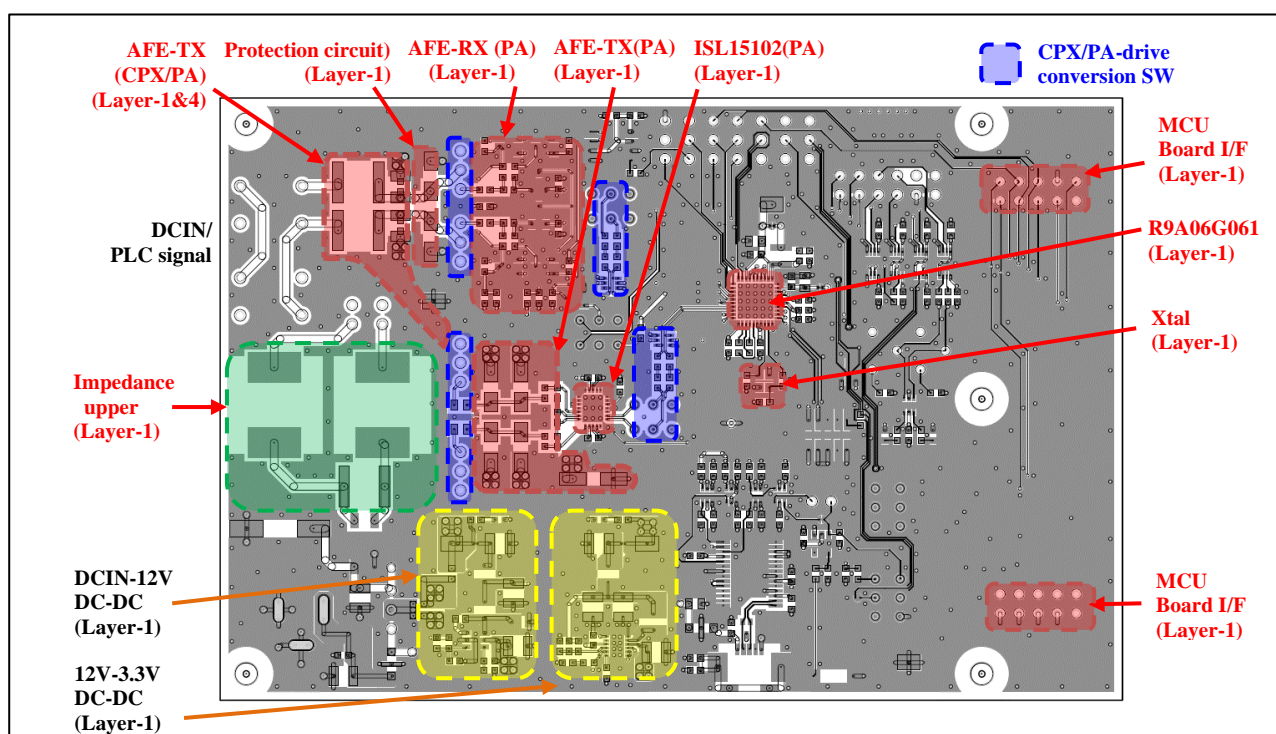 AFE-TX
(CPX/PA)
(Layer-1&4)
Protection circuit)
(Layer-1)
AFE-RX (PA)
(Layer-1)
AFE-TX(PA)
(Layer-1)
ISL15102(PA)
(Layer-1)
CPX/PA-drive
conversion SW
MCU
Board I/F
(Layer-1)
DCIN/
PLC signal
R9A06G061
(Layer-1)
Xtal
(Layer-1)
Impedance
upper
(Layer-1)
DCIN-12V
DC-DC
(Layer-1)
MCU
Board I/F
(Layer-1)
12V-3.3V
DC-DC
(Layer-1)